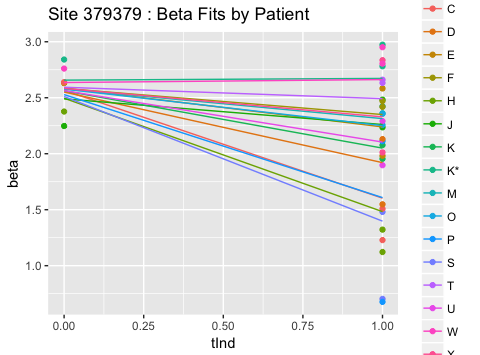 Site 379379 : Beta Fits by Patient
3.0
2.5
2.0
1.5
1.0
beta
0.00
0.25
0.50
0.75
1.00
tInd
C
D
E
F
H
J
K
K*
M
O
P
S
T
U
W